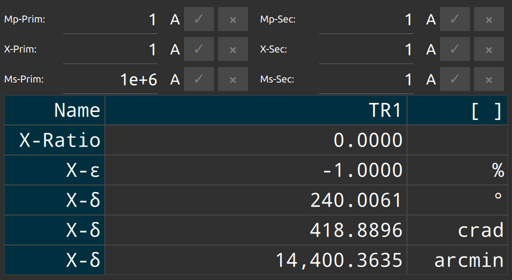 Mp-Prim: 1 A ✓ × Mp-Sec: 1 A ✓ ×
X-Prim: 1 A ✓ × X-Sec: 1 A ✓ ×
Ms-Prim: 1e+6 A ✓ × Ms-Sec: 1 A ✓ ×
Name TR1 [ ]
X-Ratio 0.0000
X-ε -1.0000 %
X-δ 240.0061 °
X-δ 418.8896 crad
X-δ 14,400.3635 arcmin